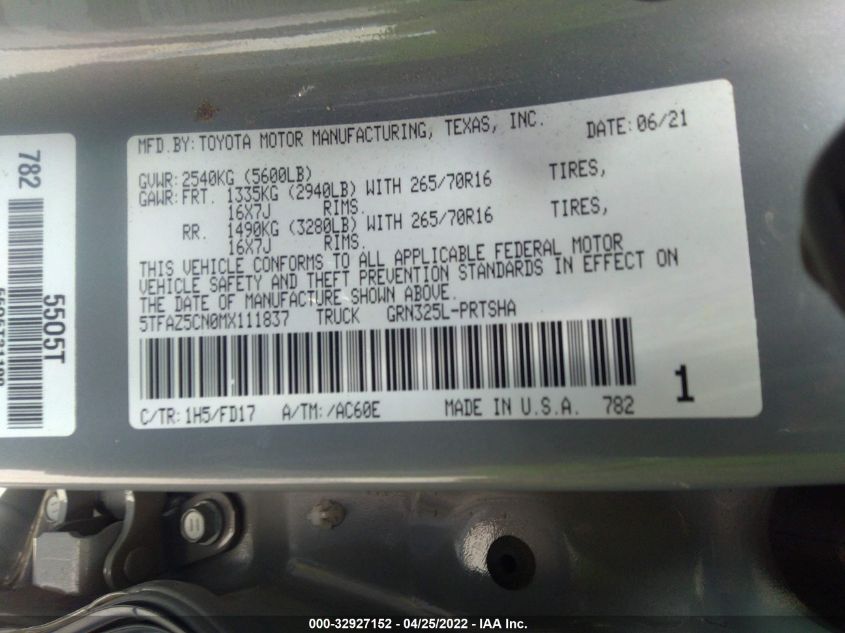 MFD.BY: TOYOTA MOTOR MANUFACTURING, TEXAS, INC. DATE: 06/21
GVWR: 2540KG (5600LB)
GAWR: FRT. 1335KG (2940LB) WITH 265/70R16 TIRES,
16X7J RIMS.
RR. 1490KG (3280LB) WITH 265/70R16 TIRES,
16X7J RIMS.
THIS VEHICLE CONFORMS TO ALL APPLICABLE FEDERAL MOTOR
VEHICLE SAFETY AND THEFT PREVENTION STANDARDS IN EFFECT ON
THE DATE OF MANUFACTURE SHOWN ABOVE.
5TFAZ5CN0MX111837 TRUCK GRN325L-PRTSHA
C/TR: 1H5/FD17 A/TM: /AC60E MADE IN U.S.A. 782
1
782
5505T
000-32927152 - 04/25/2022 - IAA Inc.